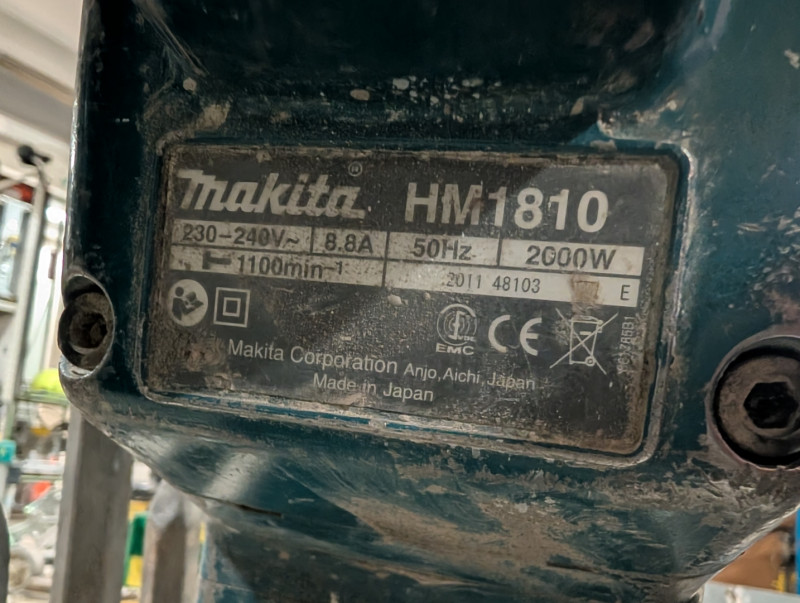 makita® HM1810
230-240V~ 8.8A 50Hz 2000W
1100min-¹ 2011 48103 E
EMC CE
Makita Corporation Anjo, Aichi, Japan
Made in Japan